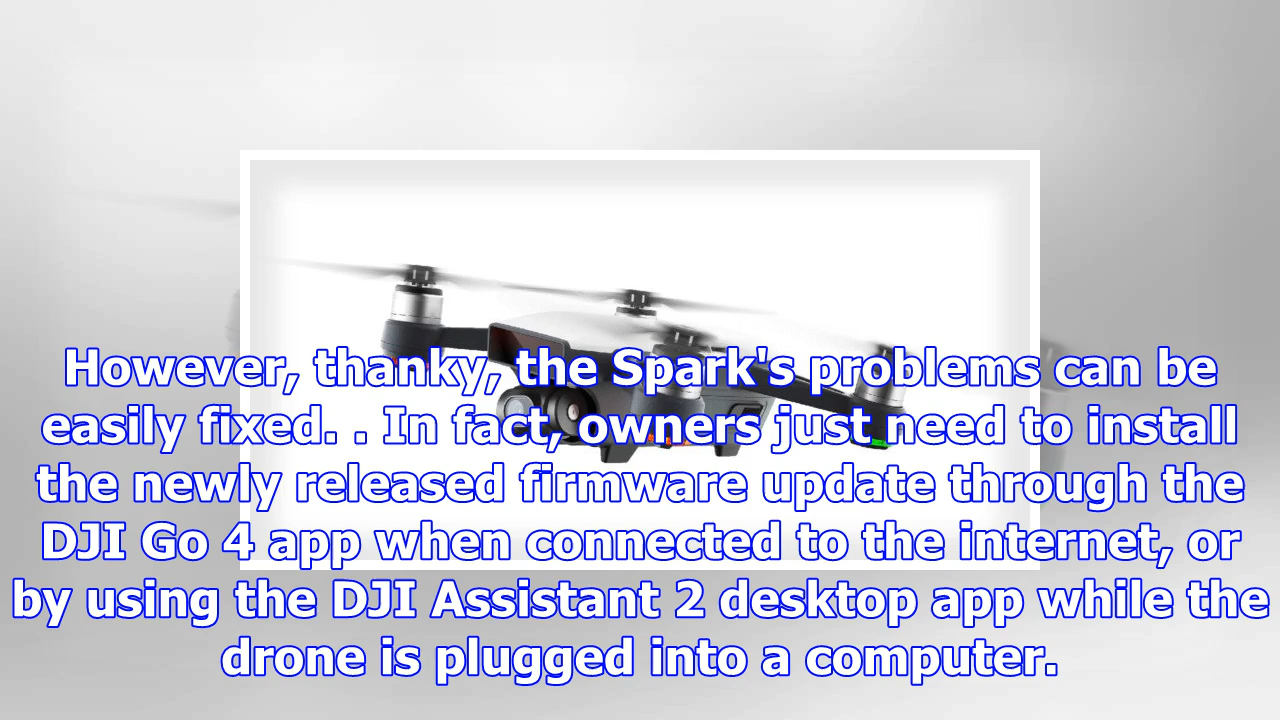 However, thanky, the Spark's problems can be
easily fixed. . In fact, owners just need to install
the newly released firmware update through the
DJI Go 4 app when connected to the internet, or
by using the DJI Assistant 2 desktop app while the
drone is plugged into a computer.